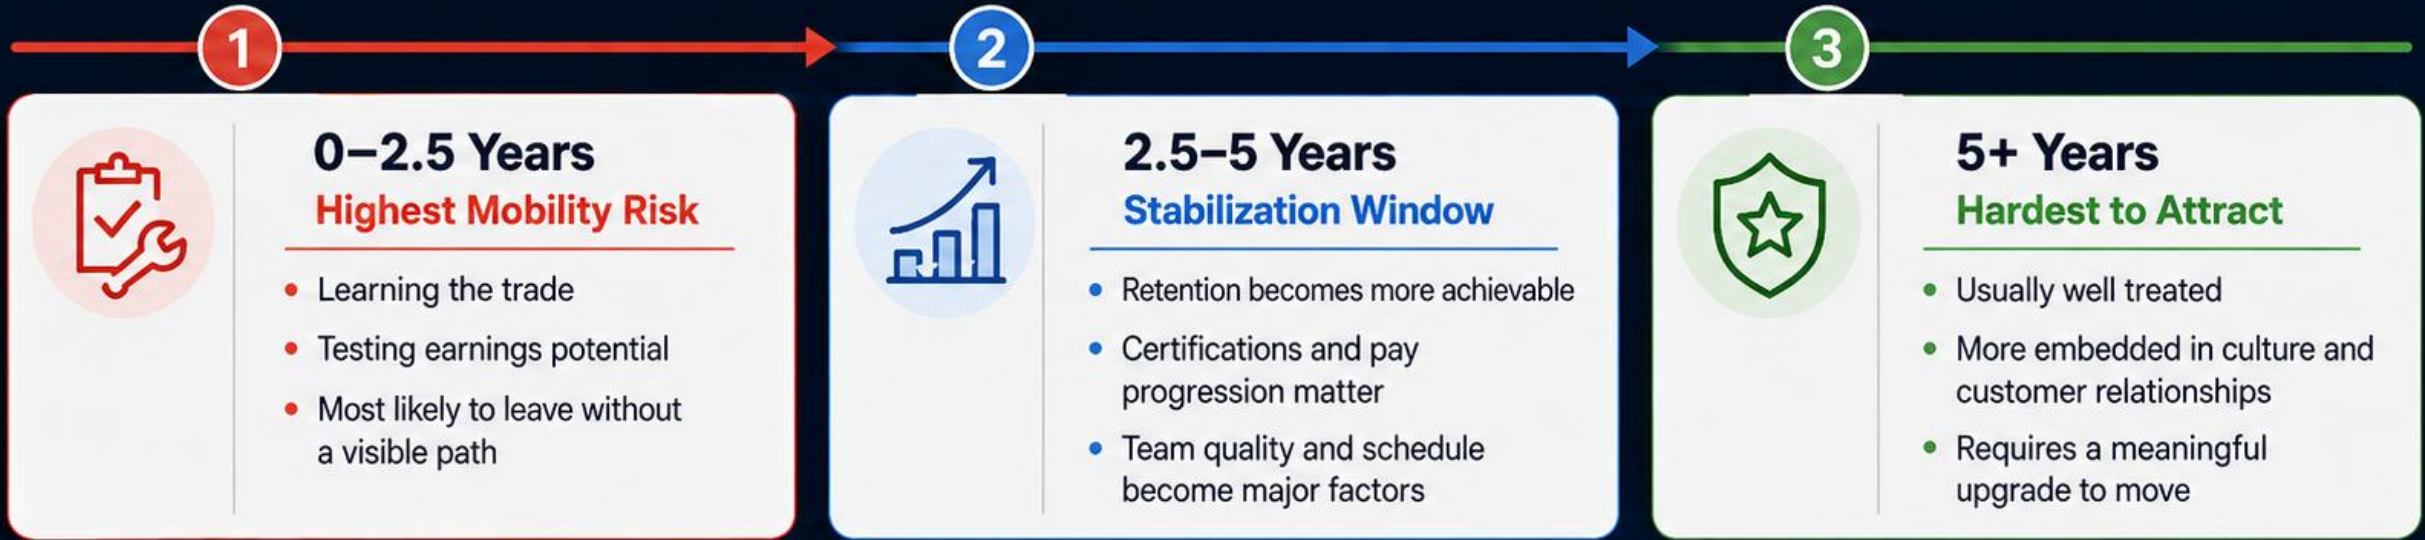 1
2
3
0–2.5 Years
Highest Mobility Risk
• Learning the trade
• Testing earnings potential
• Most likely to leave without
a visible path
2.5–5 Years
Stabilization Window
• Retention becomes more achievable
• Certifications and pay
progression matter
• Team quality and schedule
become major factors
5+ Years
Hardest to Attract
• Usually well treated
• More embedded in culture and
customer relationships
• Requires a meaningful
upgrade to move